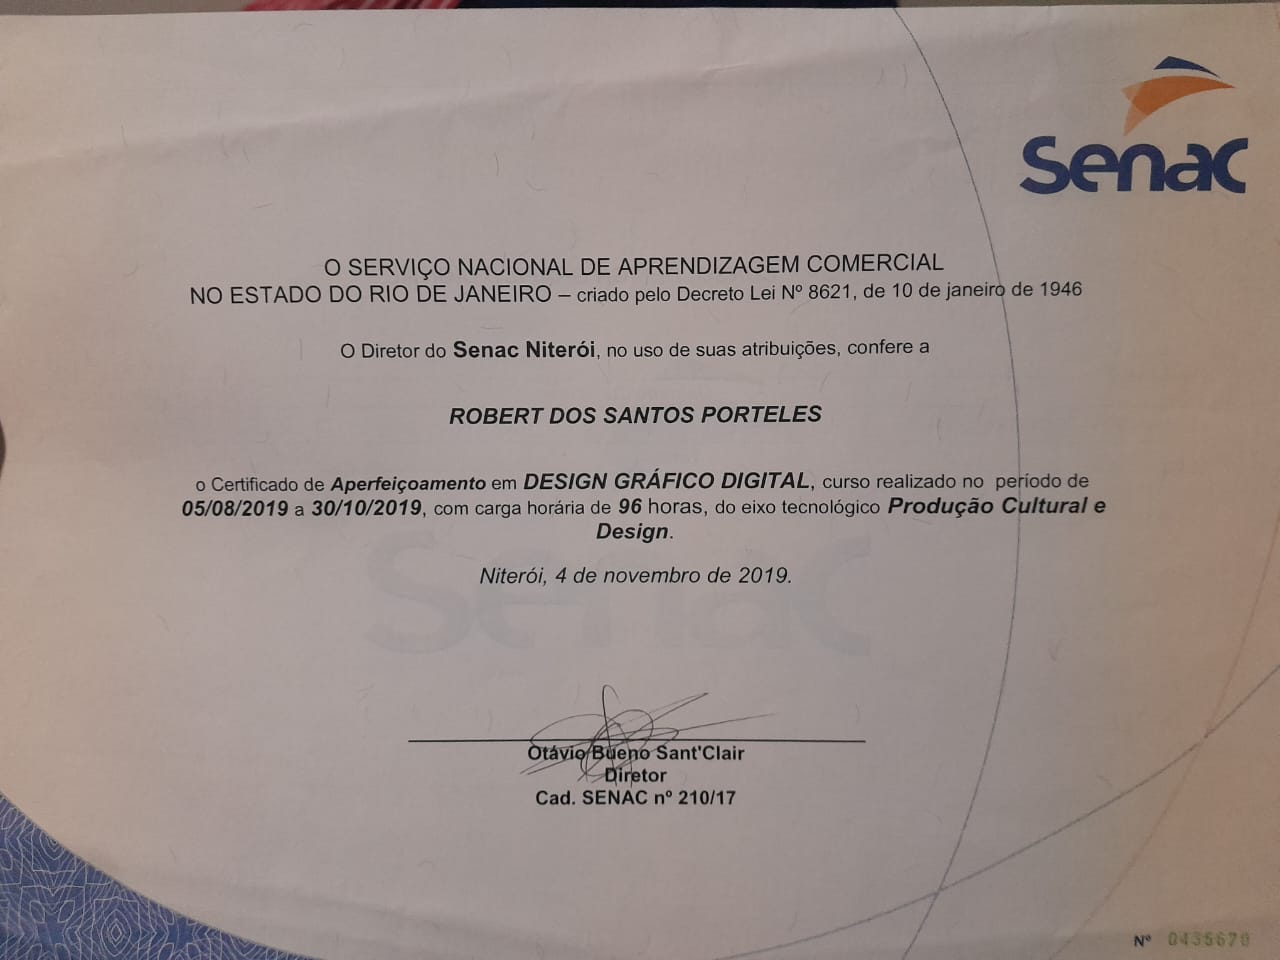 Senac
O SERVIÇO NACIONAL DE APRENDIZAGEM COMERCIAL
NO ESTADO DO RIO DE JANEIRO – criado pelo Decreto Lei Nº 8621, de 10 de janeiro de 1946
O Diretor do Senac Niterói, no uso de suas atribuições, confere a
ROBERT DOS SANTOS PORTELES
o Certificado de Aperfeiçoamento em DESIGN GRÁFICO DIGITAL, curso realizado no período de
05/08/2019 a 30/10/2019, com carga horária de 96 horas, do eixo tecnológico Produção Cultural e
Design.
Niterói, 4 de novembro de 2019.
Senac
Otávio Bueno Sant'Clair
Diretor
Cad. SENAC nº 210/17
Nº